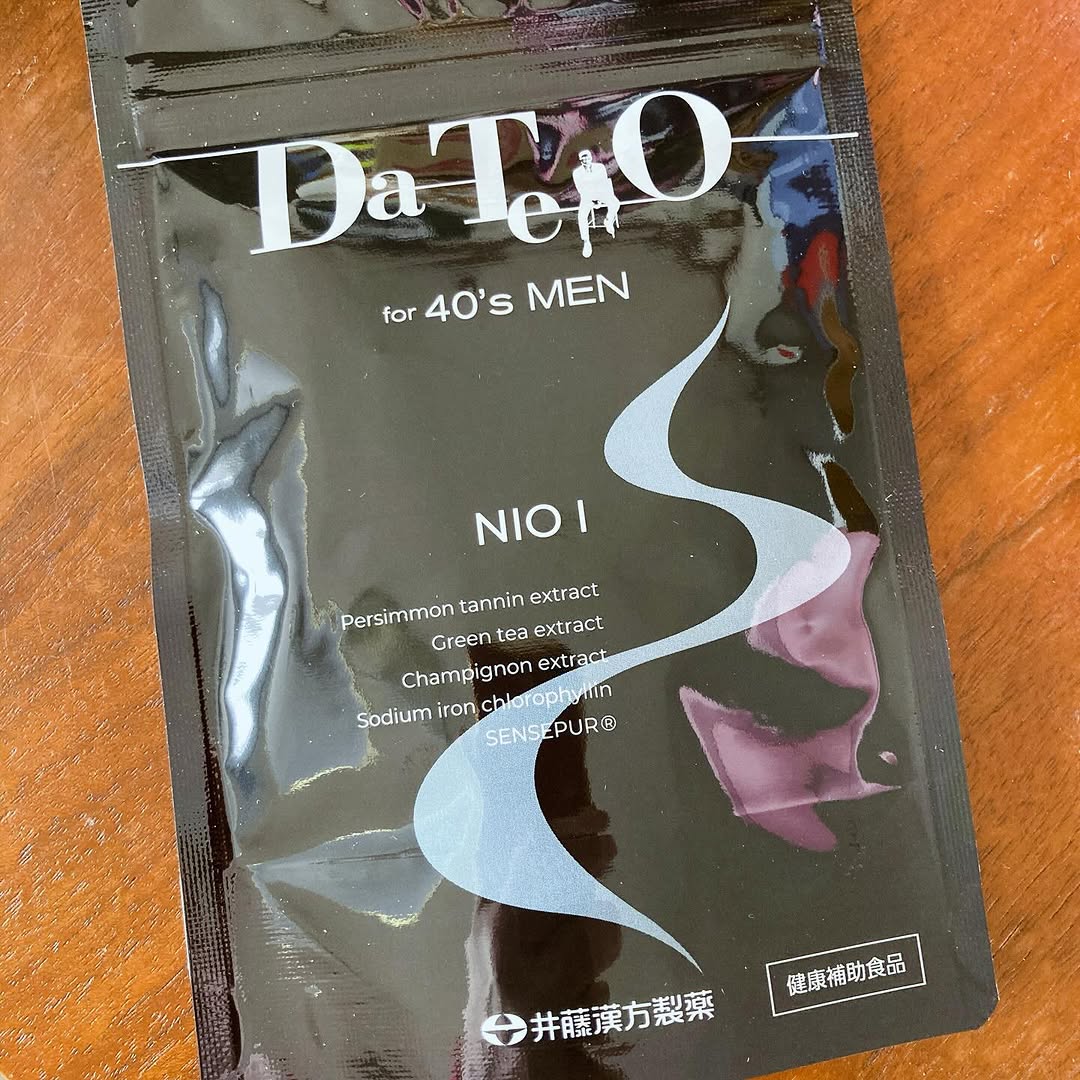 DaTeO
for 40's MEN
NIO I
Persimmon tannin extract
Green tea extract
Champignon extract
Sodium iron chlorophyllin
SENSEPUR®
健康補助食品
井藤漢方製薬